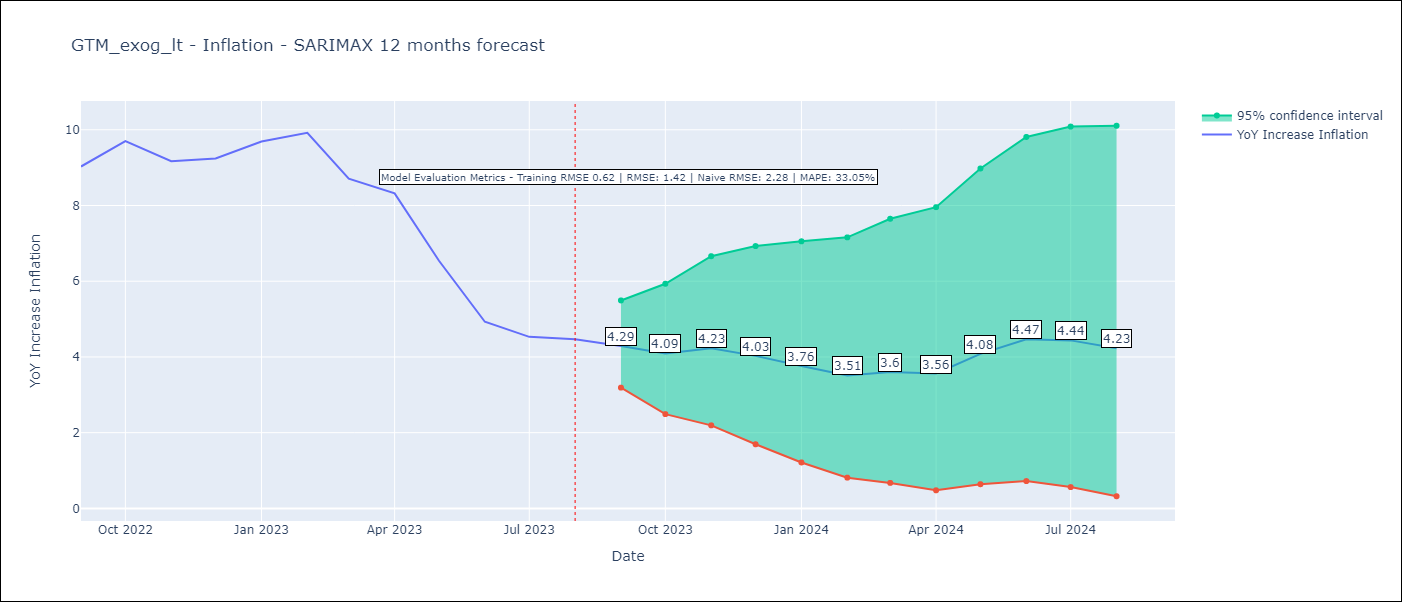 GTM_exog_lt - Inflation - SARIMAX 12 months forecast
95% confidence interval
YoY Increase Inflation
Model Evaluation Metrics - Training RMSE 0.62 | RMSE: 1.42 | Naive RMSE: 2.28 | MAPE: 33.05%
YoY Increase Inflation
10
8
6
4
2
0
4.29
4.09
4.23
4.03
3.76
3.51
3.6
3.56
4.08
4.47
4.44
4.23
Oct 2022
Jan 2023
Apr 2023
Jul 2023
Oct 2023
Jan 2024
Apr 2024
Jul 2024
Date